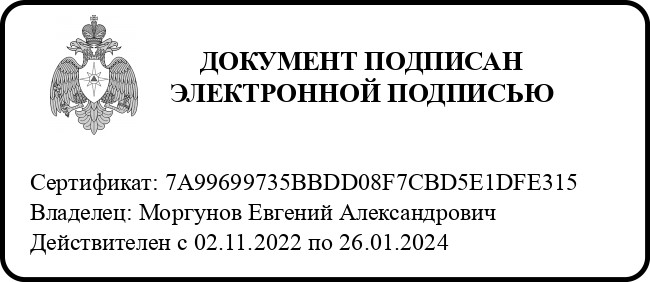 ДОКУМЕНТ ПОДПИСАН
ЭЛЕКТРОННОЙ ПОДПИСЬЮ
Сертификат: 7A99699735BBDD08F7CBD5E1DFE315
Владелец: Моргунов Евгений Александрович
Действителен с 02.11.2022 по 26.01.2024